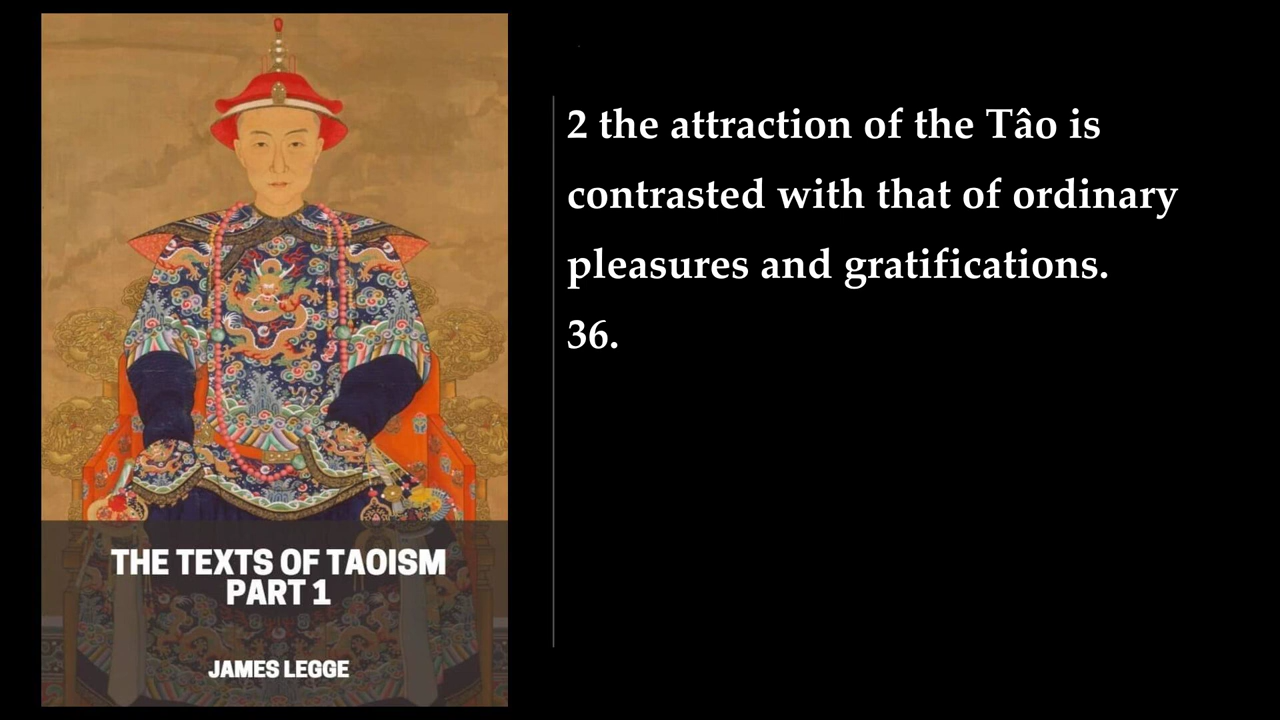 THE TEXTS OF TAOISM
PART 1
JAMES LEGGE
2 the attraction of the Tâo is
contrasted with that of ordinary
pleasures and gratifications.
36.